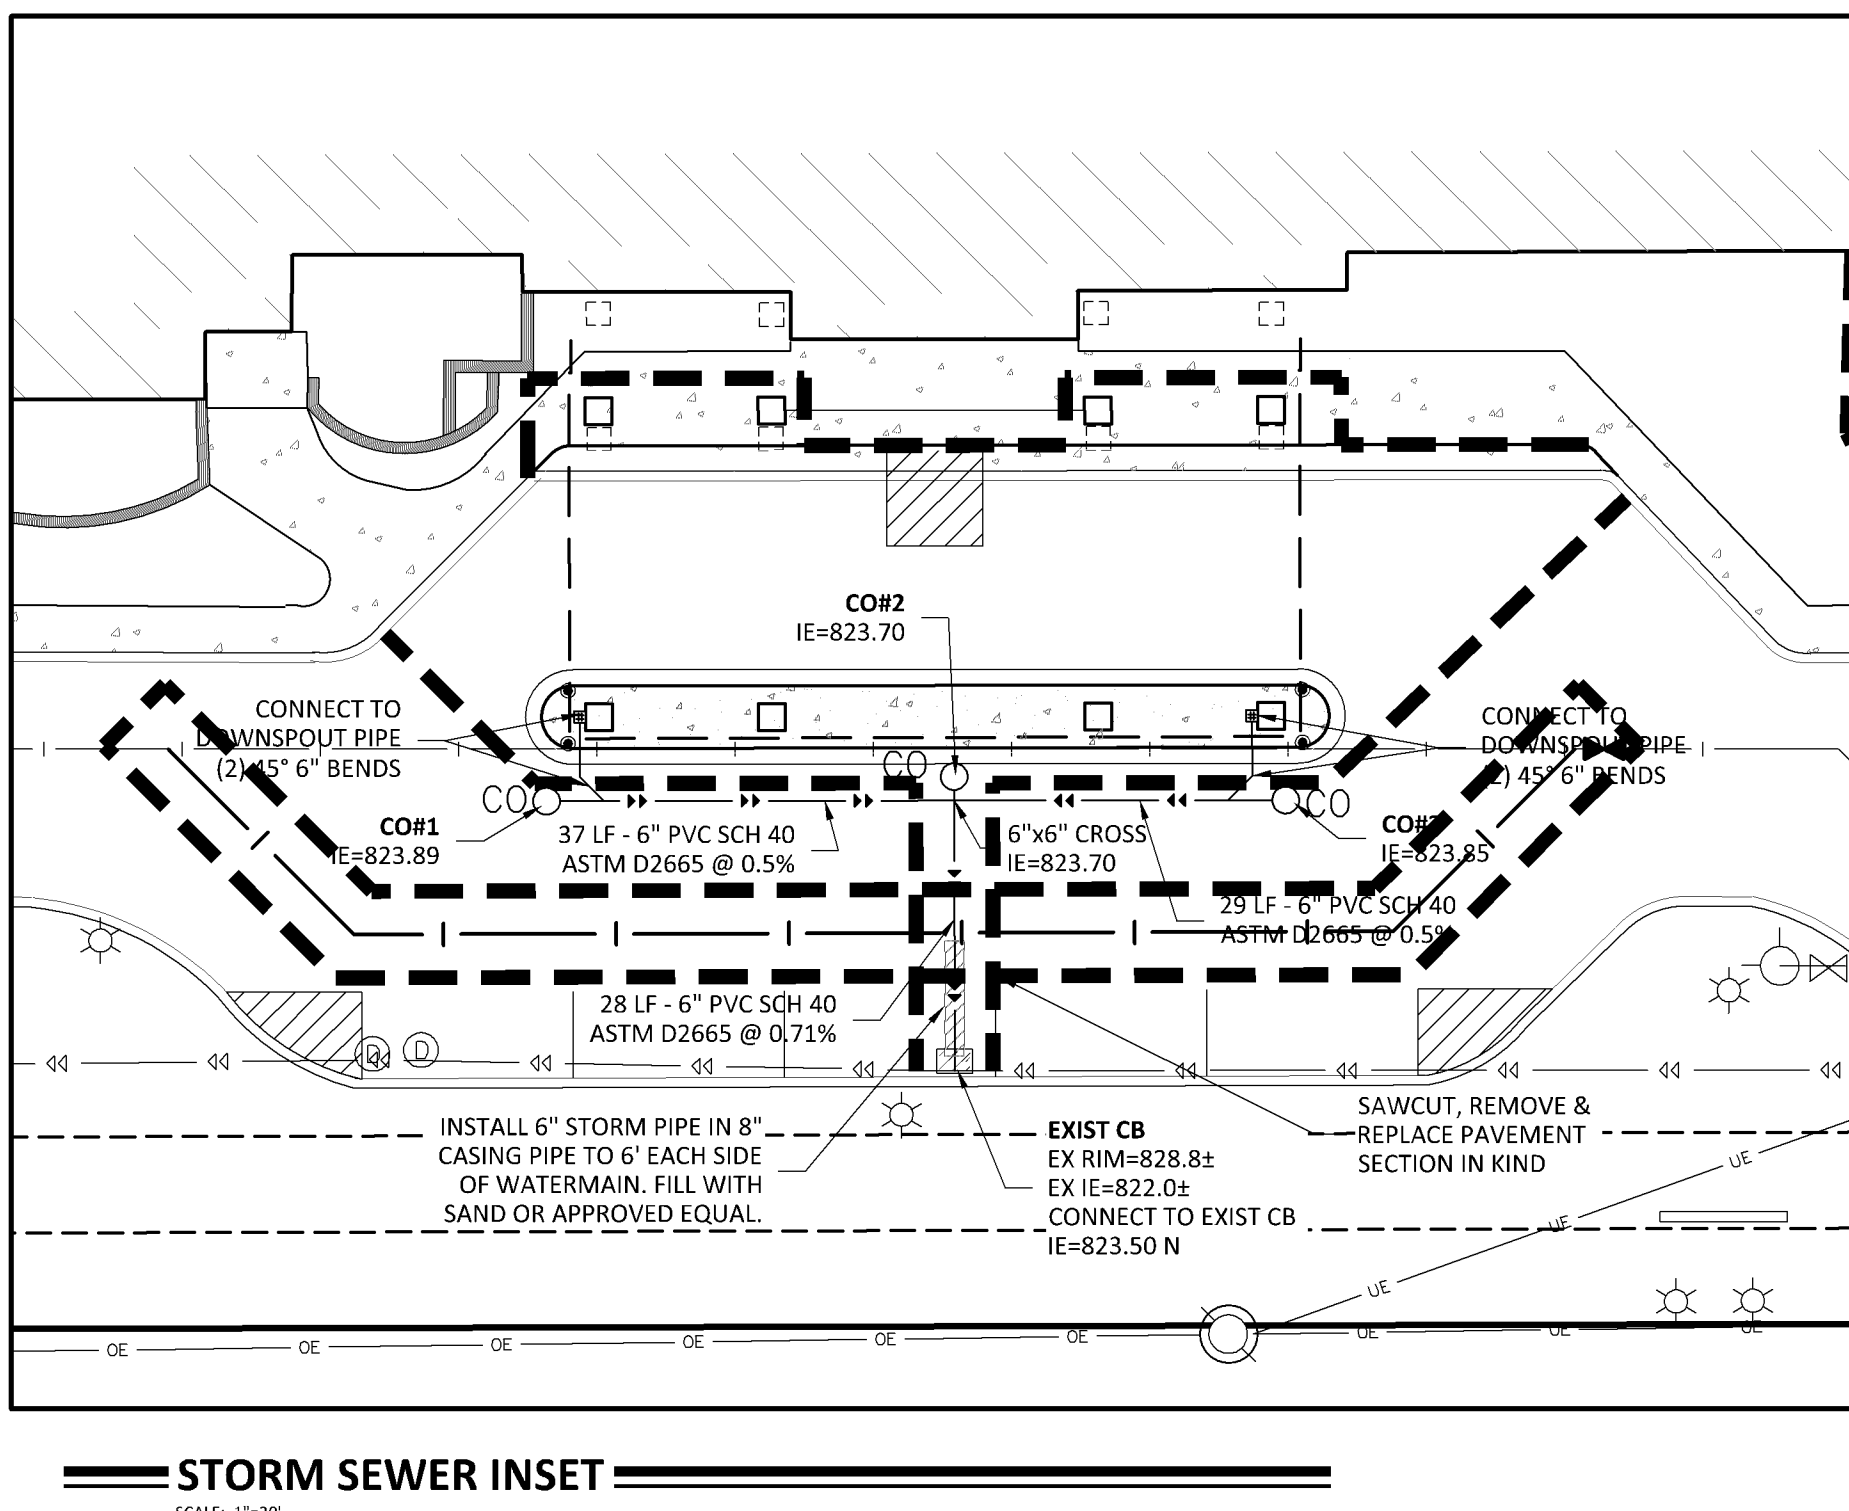 CO#2
IE=823.70
CONNECT TO
DOWNSPOUT PIPE
(2) 45° 6" BENDS
CONNECT TO
DOWNSPOUT PIPE
(2) 45° 6" BENDS
CO
CO
CO
CO#1
IE=823.89
37 LF - 6" PVC SCH 40
ASTM D2665 @ 0.5%
6"x6" CROSS
IE=823.70
IE=823.85
29 LF - 6" PVC SCH 40
ASTM D2665 @ 0.5%
28 LF - 6" PVC SCH 40
ASTM D2665 @ 0.71%
D
D
INSTALL 6" STORM PIPE IN 8"
CASING PIPE TO 6' EACH SIDE
OF WATERMAIN. FILL WITH
SAND OR APPROVED EQUAL.
EXIST CB
EX RIM=828.8±
EX IE=822.0±
CONNECT TO EXIST CB
IE=823.50 N
SAWCUT, REMOVE &
REPLACE PAVEMENT
SECTION IN KIND
UE
UE
UE
OE
OE
OE
OE
OE
OE
OE
OE
OE
STORM SEWER INSET
SCALE: 1"=20'